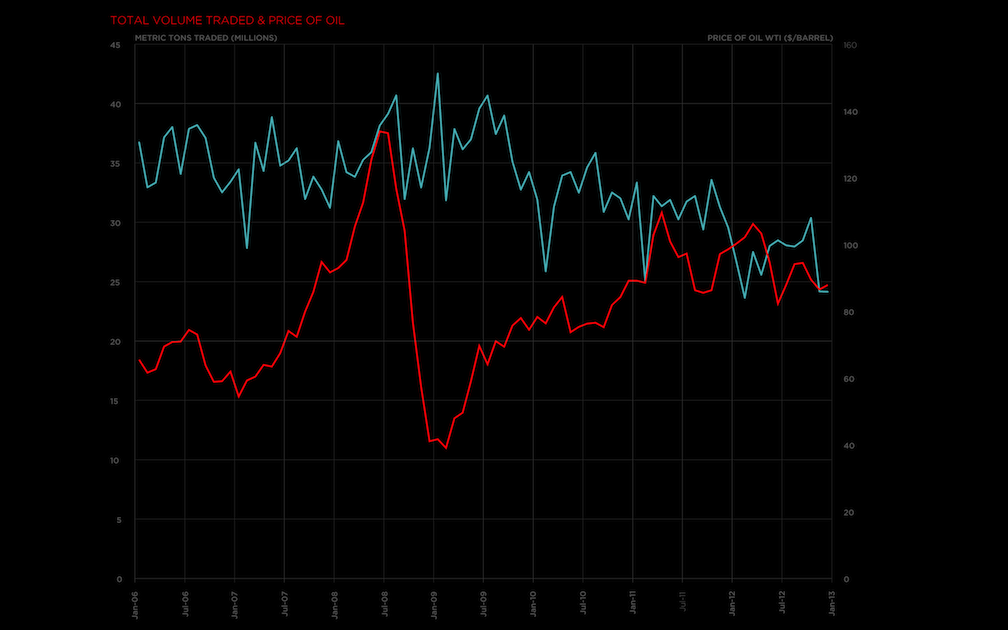 TOTAL VOLUME TRADED & PRICE OF OIL
METRIC TONS TRADED (MILLIONS)
PRICE OF OIL WTI ($/BARREL)
45
40
35
30
25
20
15
10
5
0
160
140
120
100
80
60
40
20
0
Jan-06
Jul-06
Jan-07
Jul-07
Jan-08
Jul-08
Jan-09
Jul-09
Jan-10
Jul-10
Jan-11
Jul-11
Jan-12
Jul-12
Jan-13